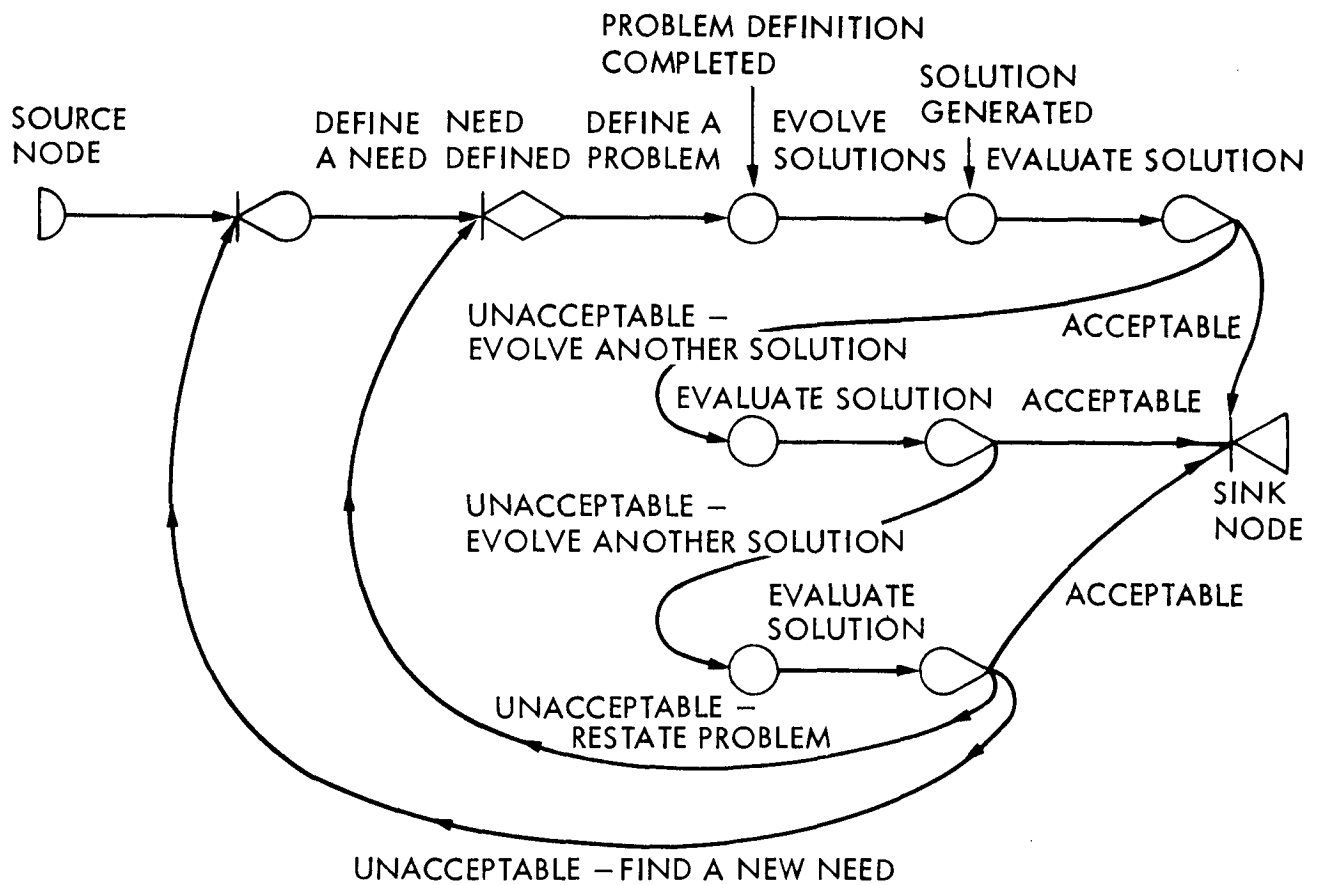 PROBLEM DEFINITION
COMPLETED
SOLUTION
GENERATED
SOURCE
NODE
DEFINE
A NEED
NEED
DEFINED
DEFINE A
PROBLEM
EVOLVE
SOLUTIONS
EVALUATE SOLUTION
UNACCEPTABLE –
EVOLVE ANOTHER SOLUTION
ACCEPTABLE
EVALUATE SOLUTION
ACCEPTABLE
SINK
NODE
UNACCEPTABLE –
EVOLVE ANOTHER SOLUTION
EVALUATE
SOLUTION
ACCEPTABLE
UNACCEPTABLE –
RESTATE PROBLEM
UNACCEPTABLE – FIND A NEW NEED